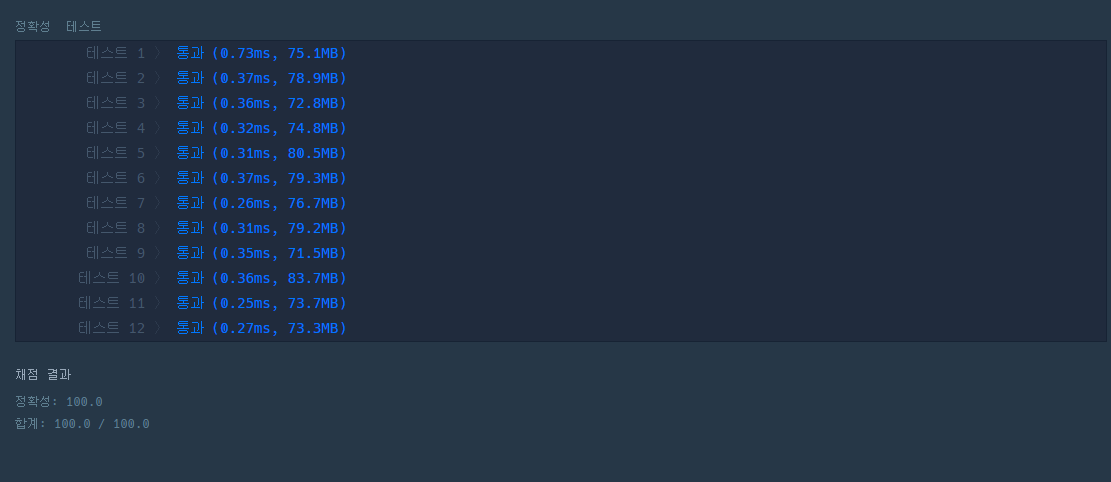 정확성 테스트
테스트 1 〉 통과 (0.73ms, 75.1MB)
테스트 2 〉 통과 (0.37ms, 78.9MB)
테스트 3 〉 통과 (0.36ms, 72.8MB)
테스트 4 〉 통과 (0.32ms, 74.8MB)
테스트 5 〉 통과 (0.31ms, 80.5MB)
테스트 6 〉 통과 (0.37ms, 79.3MB)
테스트 7 〉 통과 (0.26ms, 76.7MB)
테스트 8 〉 통과 (0.31ms, 79.2MB)
테스트 9 〉 통과 (0.35ms, 71.5MB)
테스트 10 〉 통과 (0.36ms, 83.7MB)
테스트 11 〉 통과 (0.25ms, 73.7MB)
테스트 12 〉 통과 (0.27ms, 73.3MB)
채점 결과
정확성: 100.0
합계: 100.0 / 100.0